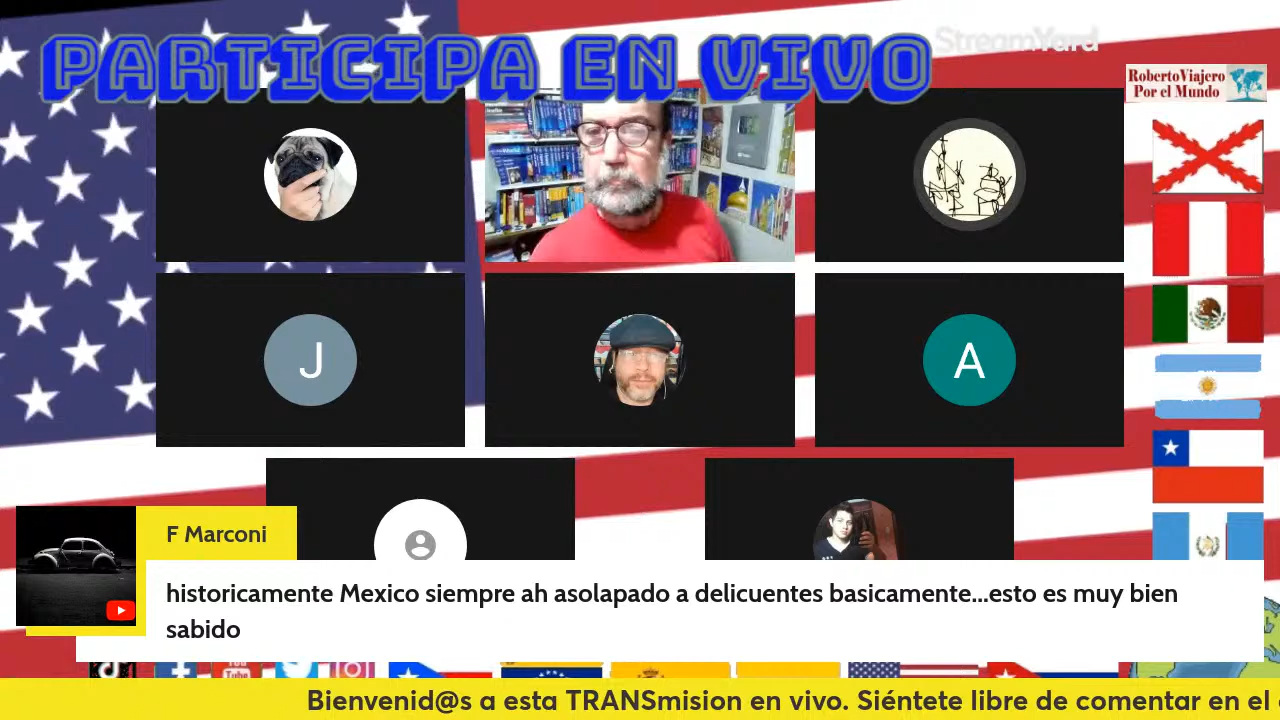 PARTICIPA EN VIVO
StreamYard
RobertoViajero
Por el Mundo
J
A
F Marconi
historicamente Mexico siempre ah asolapado a delicuentes basicamente...esto es muy bien
sabido
Bienvenid@s a esta TRANSmision en vivo. Siéntete libre de comentar en el